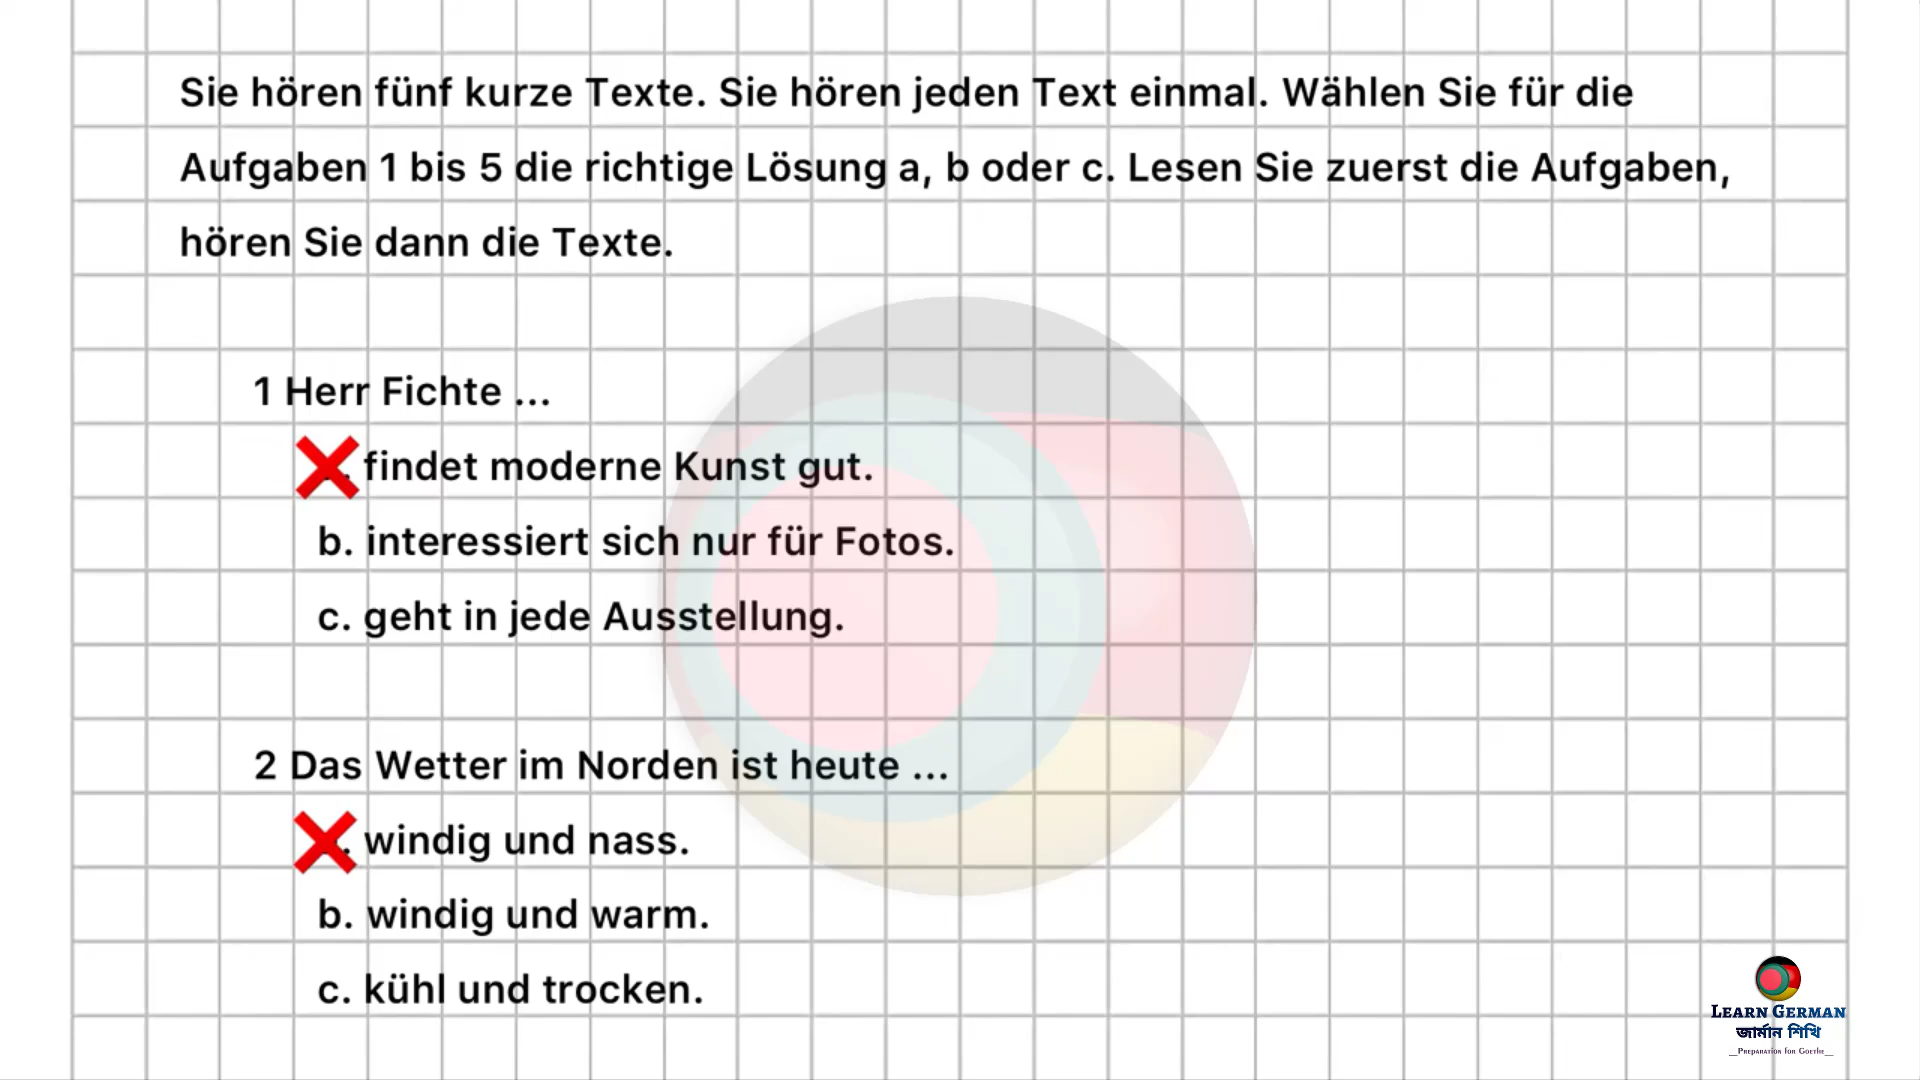 Sie hören fünf kurze Texte. Sie hören jeden Text einmal. Wählen Sie für die
Aufgaben 1 bis 5 die richtige Lösung a, b oder c. Lesen Sie zuerst die Aufgaben,
hören Sie dann die Texte.
1 Herr Fichte ...
findet moderne Kunst gut.
b. interessiert sich nur für Fotos.
c. geht in jede Ausstellung.
2 Das Wetter im Norden ist heute ...
windig und nass.
b. windig und warm.
c. kühl und trocken.
LEARN GERMAN
জার্মান শিখি
__Preparation for Goethe__